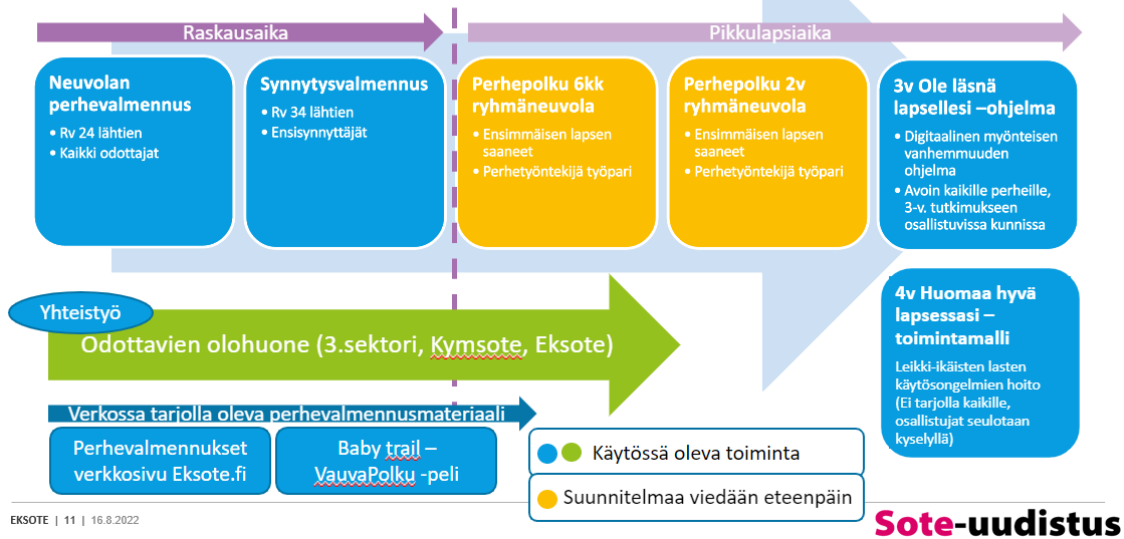 Raskausaika
Pikkulapsiaika
Neuvolan
perhevalmennus
• Rv 24 lähtien
• Kaikki odottajat
Synnytysvalmennus
• Rv 34 lähtien
• Ensisynnyttäjät
Perhepolku 6kk
ryhmäneuvola
• Ensimmäisen lapsen
saaneet
• Perhetyöntekijä työpari
Perhepolku 2v
ryhmäneuvola
• Ensimmäisen lapsen
saaneet
• Perhetyöntekijä työpari
3v Ole läsnä
lapsellesi –ohjelma
• Digitaalinen myönteisen
vanhemmuuden
ohjelma
• Avoin kaikille perheille,
3-v. tutkimukseen
osallistuvissa kunnissa
Yhteistyö
Odottavien olohuone (3.sektori, Kymsote, Eksote)
4v Huomaa hyvä
lapsessasi –
toimintamalli
Leikki-ikäisten lasten
käytösongelmien hoito
(Ei tarjolla kaikille,
osallistujat seulotaan
kyselyllä)
Verkossa tarjolla oleva perhevalmennusmateriaali
Perhevalmennukset
verkkosivu Eksote.fi
Baby trail –
VauvaPolku -peli
Käytössä oleva toiminta
Suunnitelmaa viedään eteenpäin
EKSOTE | 11 | 16.8.2022
Sote-uudistus